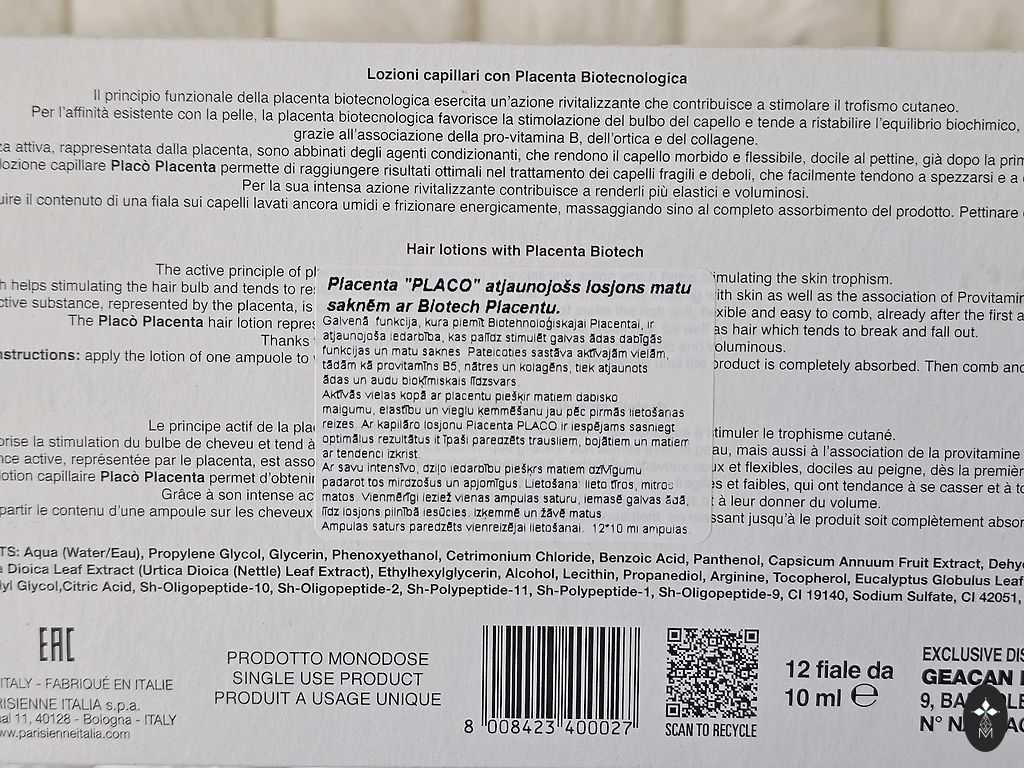 Lozioni capillari con Placenta Biotecnologica
Il principio funzionale della placenta biotecnologica esercita un'azione rivitalizzante che contribuisce a stimolare il trofismo cutaneo.
Per l'affinità esistente con la pelle, la placenta biotecnologica favorisce la stimolazione del bulbo del capello e tende a ristabilire l'equilibrio biochimico,
grazie all'associazione della pro-vitamina B, dell'ortica e del collagene.
za attiva, rappresentata dalla placenta, sono abbinati degli agenti condizionanti, che rendono il capello morbido e flessibile, docile al pettine, già dopo la prim
lozione capillare Placò Placenta permette di raggiungere risultati ottimali nel trattamento dei capelli fragili e deboli, che facilmente tendono a spezzarsi e a
Per la sua intensa azione rivitalizzante contribuisce a renderli più elastici e voluminosi.
uire il contenuto di una fiala sui capelli lavati ancora umidi e frizionare energicamente, massaggiando sino al completo assorbimento del prodotto. Pettinare
Hair lotions with Placenta Biotech
The active principle of pl imulating the skin trophism.
h helps stimulating the hair bulb and tends to res ith skin as well as the association of Provitamin
ctive substance, represented by the placenta, is xible and easy to comb, already after the first a
The Placò Placenta hair lotion repres as hair which tends to break and fall out.
Thanks oluminous.
nstructions: apply the lotion of one ampoule to product is completely absorbed. Then comb and
Placenta "PLACO" atjaunojošs losjons matu
saknēm ar Biotech Placentu.
Galvenā funkcija, kura piemīt Biotehnoloģiskajai Placentai, ir
atjaunojoša iedarbība, kas palīdz stimulēt galvas ādas dabīgās
funkcijas un matu saknes. Pateicoties sastāva aktīvajām vielām,
tādām kā provitamīns B5, nātres un kolagēns, tiek atjaunots
ādas un audu bioķīmiskais līdzsvars.
Aktīvās vielas kopā ar placentu piešķir matiem dabisko
maigumu, elastību un vieglu ķemmēšanu jau pēc pirmās lietošanas
reizes. Ar kapilāro losjonu Placenta PLACO ir iespējams sasniegt
optimālus rezultātus it īpaši paredzēts trausliem, bojātiem un matiem
ar tendenci izkrist.
Ar savu intensīvo, dziļo iedarbību piešķrs matiem dzīvīgumu
padarot tos mirdzošus un apjomīgus. Lietošana: lieto tīros, mitros
matos. Vienmērīgi ieziež vienas ampulas saturu, iemasē galvas ādā,
līdz losjons pilnībā iesūcies, izķemmē un žāvē matus.
Ampulas saturs paredzēts vienreizējai lietošanai. 12*10 ml ampulas.
Le principe actif de la pla timuler le trophisme cutané.
orise la stimulation du bulbe de cheveu et tend à au, mais aussi à l'association de la provitamine
nce active, représentée par le placenta, est asso ux et flexibles, dociles au peigne, dès la première
otion capillaire Placò Placenta permet d'obtenir s et faibles, qui ont tendance à se casser et à to
Grâce à son intense ac t à leur donner du volume.
partir le contenu d'une ampoule sur les cheveux issant jusqu'à le produit soit complètement absor
TS: Aqua (Water/Eau), Propylene Glycol, Glycerin, Phenoxyethanol, Cetrimonium Chloride, Benzoic Acid, Panthenol, Capsicum Annuum Fruit Extract, Dehy
a Dioica Leaf Extract (Urtica Dioica (Nettle) Leaf Extract), Ethylhexylglycerin, Alcohol, Lecithin, Propanediol, Arginine, Tocopherol, Eucalyptus Globulus Leaf
yl Glycol,Citric Acid, Sh-Oligopeptide-10, Sh-Oligopeptide-2, Sh-Polypeptide-11, Sh-Polypeptide-1, Sh-Oligopeptide-9, CI 19140, Sodium Sulfate, CI 42051,
EAC
ITALY - FABRIQUÉ EN ITALIE
RISIENNE ITALIA s.p.a.
nal 11, 40128 - Bologna - ITALY
ww.parisienneitalia.com
PRODOTTO MONODOSE
SINGLE USE PRODUCT
PRODUIT A USAGE UNIQUE
8 008423 400027
SCAN TO RECYCLE
12 fiale da
10 ml e
EXCLUSIVE DIS
GEACAN
9, BA
N° N
M